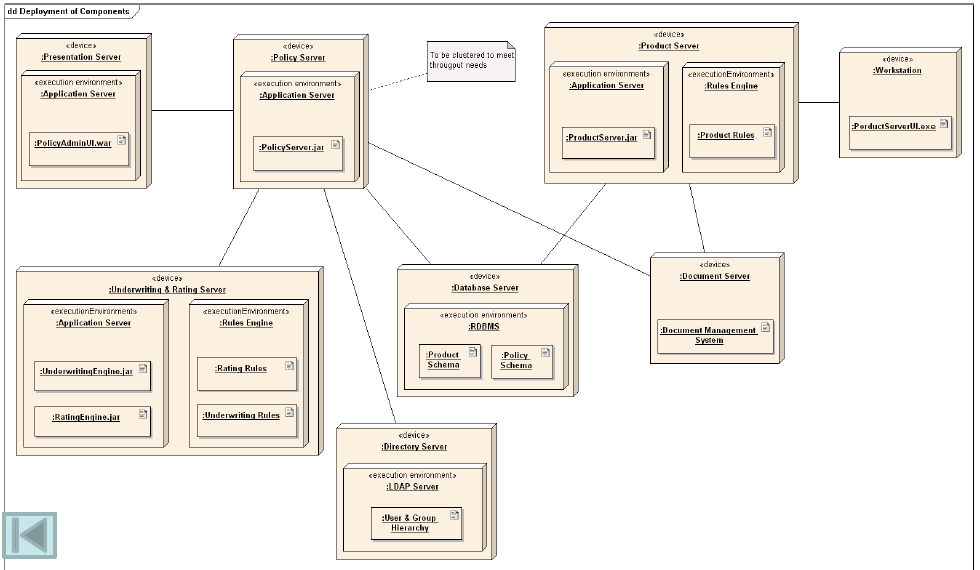 dd Deployment of Components
«device»
:Presentation Server
«execution environment»
:Application Server
:PolicyAdminUI.war
«device»
:Policy Server
«execution environment»
:Application Server
:PolicyServer.jar
To be clustered to meet
througput needs
«device»
:Product Server
«execution environment»
:Application Server
:ProductServer.jar
«executionEnvironment»
:Rules Engine
:Product Rules
«device»
:Workstation
:PorductServerUI.exe
«device»
:Underwriting & Rating Server
«executionEnvironment»
:Application Server
:UnderwritingEngine.jar
:RatingEngine.jar
«executionEnvironment»
:Rules Engine
:Rating Rules
:Underwriting Rules
«device»
:Database Server
«execution environment»
:RDBMS
:Product
Schema
:Policy
Schema
«device»
:Document Server
:Document Management
System
«device»
:Directory Server
«execution environment»
:LDAP Server
:User & Group
Hierarchy